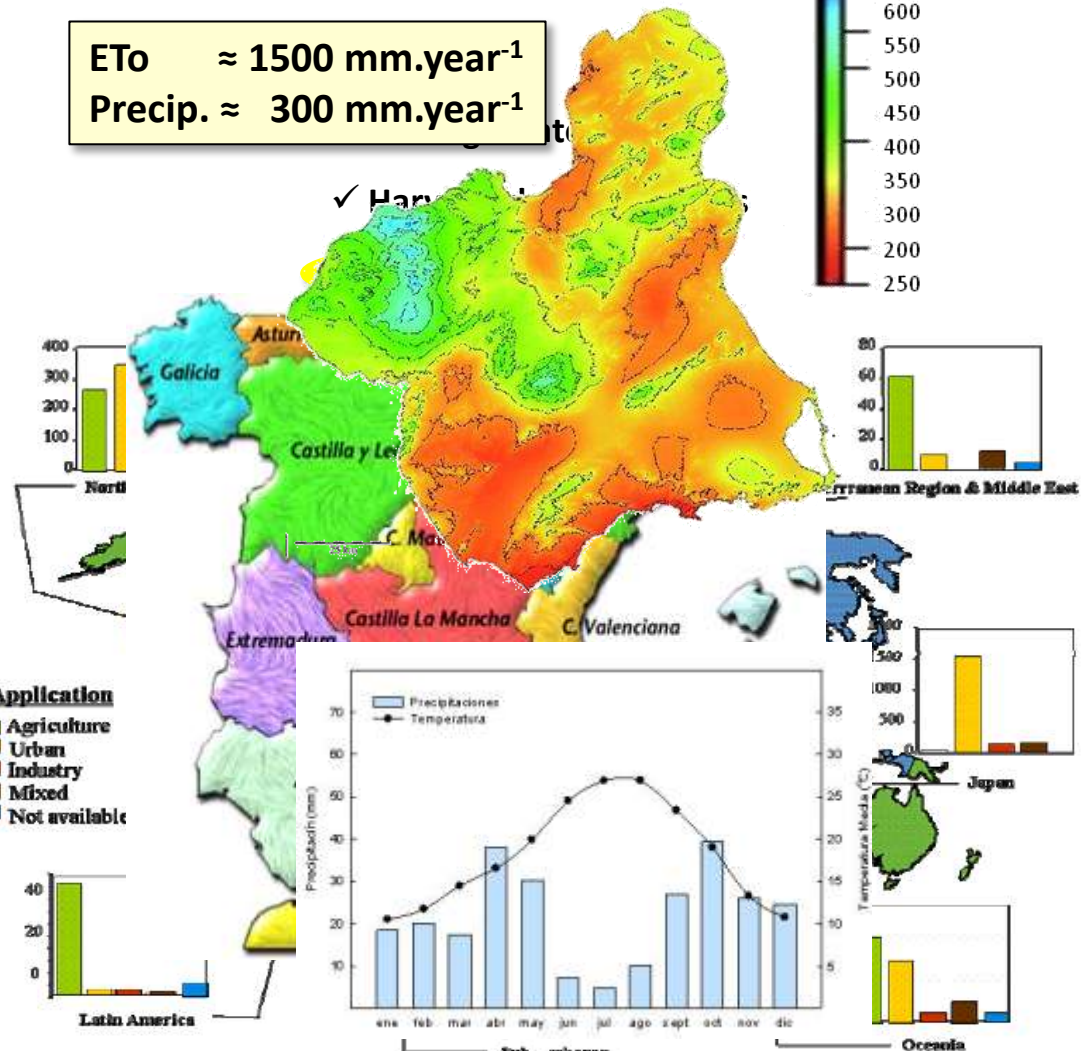 ETo ≈ 1500 mm.year-1
Precip. ≈ 300 mm.year-1
✓
600
550
500
450
400
350
300
200
250
Galicia
Castilla y
C.
Castilla La Mancha
Extremadura
C. Valenciana
400
300
200
100
0
80
60
40
20
0
Region & Middle East
1500
1000
500
0
Japan
Application
Agriculture
Urban
Industry
Mixed
Not available
40
20
0
Latin America
Oceania
Precipitaciones
Temperatura
Precipitación(mm)
Temperatura Media (°C)
70
60
50
40
30
20
10
35
30
25
20
15
10
5
ene feb mar abr may jun jul ago sept oct nov dic